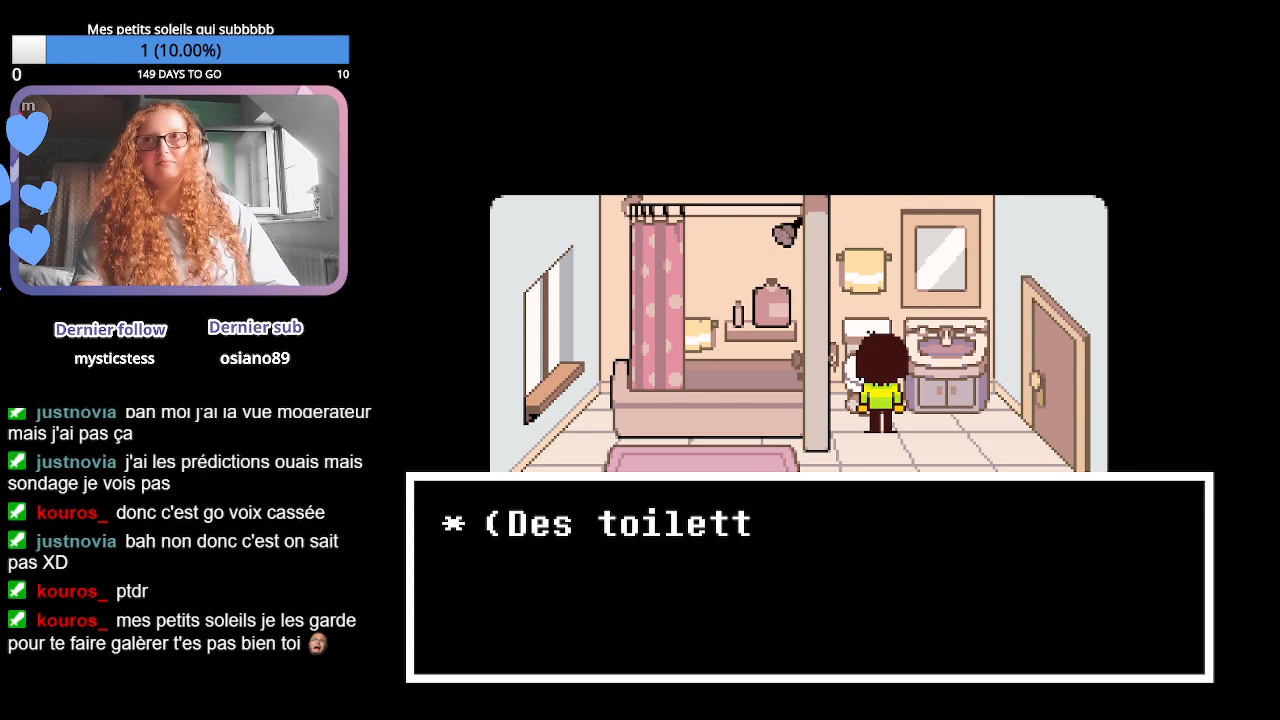 Mes petits soleils qui subbbbb
1 (10.00%)
0 149 DAYS TO GO 10
m
Dernier follow Dernier sub
mysticstess osiano89
justnovia bah moi j'ai la vue modérateur
mais j'ai pas ça
justnovia j'ai les prédictions ouais mais
sondage je vois pas
kouros_ donc c'est go voix cassée
justnovia bah non donc c'est on sait
pas XD
kouros_ ptdr
kouros_ mes petits soleils je les garde
pour te faire galèrer t'es pas bien toi
* (Des toilett